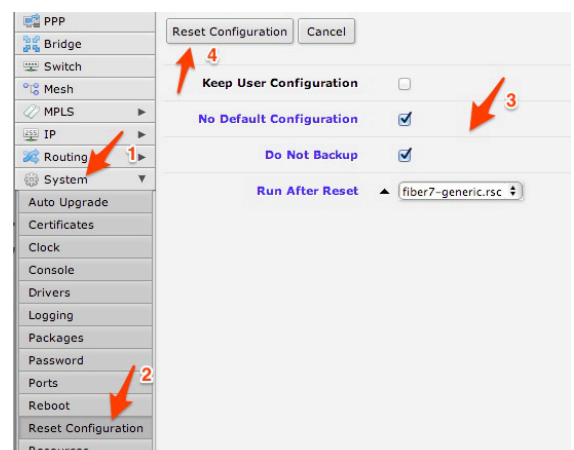 PPP
Bridge
Switch
Mesh
MPLS
IP
Routing
1
System
Auto Upgrade
Certificates
Clock
Console
Drivers
Logging
Packages
Password
Ports
2
Reboot
Reset Configuration
Resources
Reset Configuration Cancel
4
Keep User Configuration
3
No Default Configuration
Do Not Backup
Run After Reset fiber7-generic.rsc